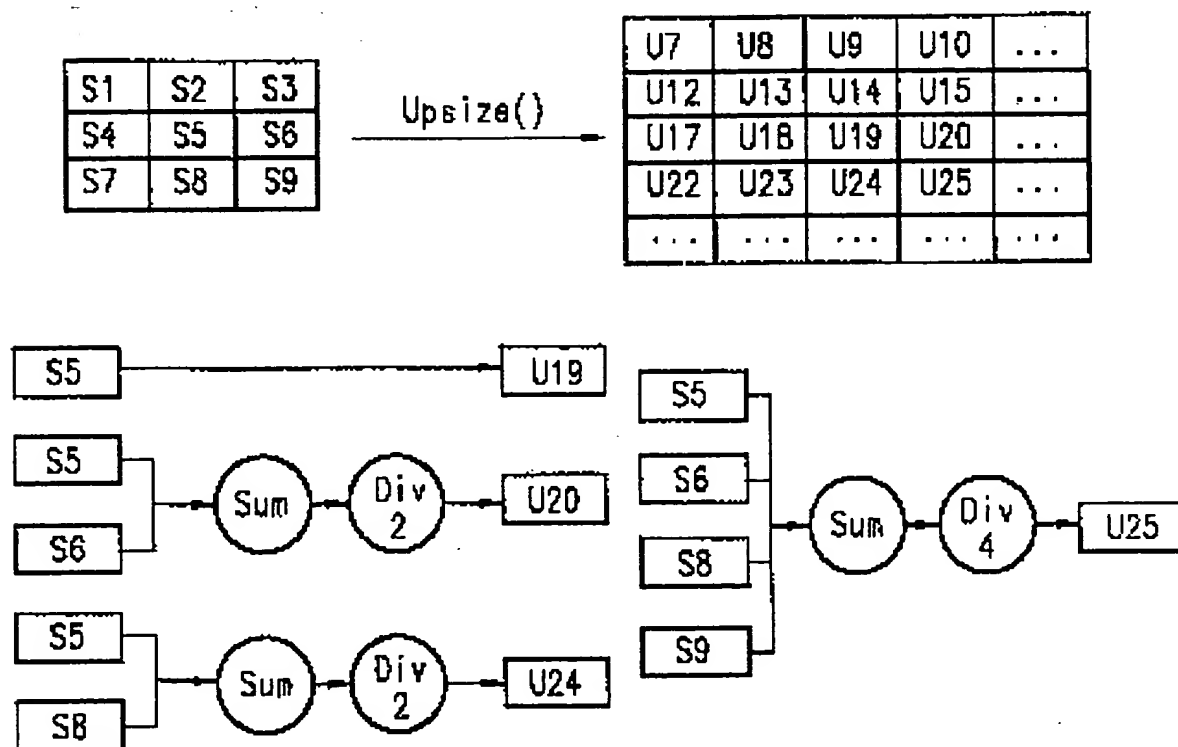 S1 S2 S3
S4 S5 S6
S7 S8 S9
Upsize()
U7 U8 U9 U10 ...
U12 U13 U14 U15 ...
U17 U18 U19 U20 ...
U22 U23 U24 U25 ...
... ... ... ... ...
S5 U19
S5
S6
Sum
Div
2
U20
S5
S8
Sum
Div
2
U24
S5
S6
S8
S9
Sum
Div
4
U25